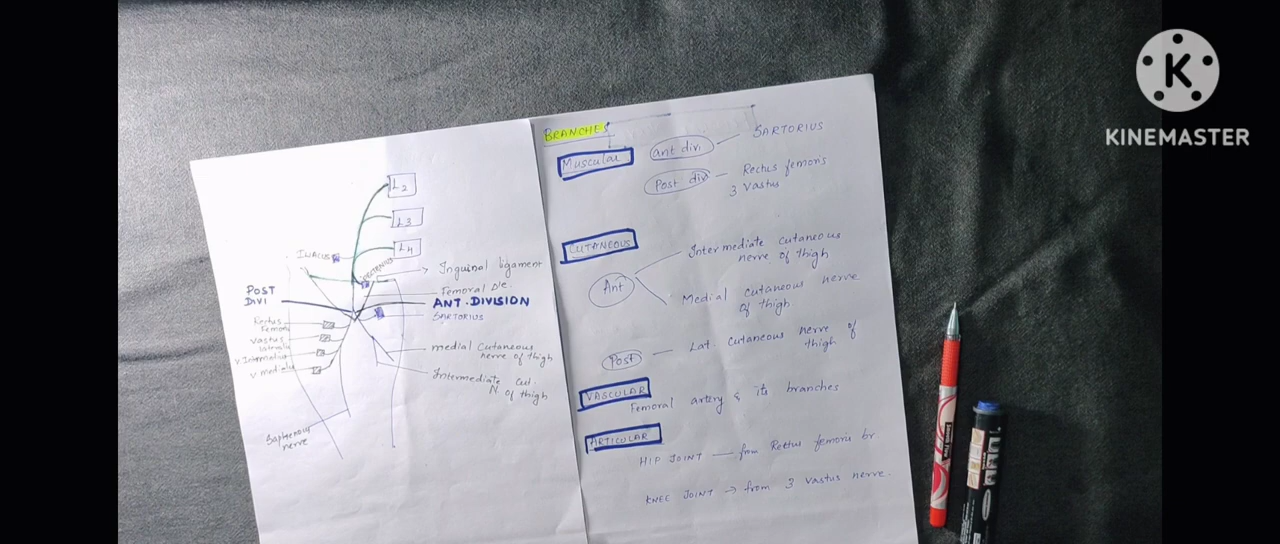 L2
L3
L4
ILIACUS
PECTENIUS
Inguinal ligament
Femoral N.
POST
DIVI
ANT. DIVISION
SARTORIUS
Rectus
Femoris
Vastus
lateralis
V. Intermedius
V medialis
medial Cutaneous
nerve of thigh
Intermediate Cut.
N. of thigh
Saphenous
nerve
BRANCHES
Muscular
ant divi
SARTORIUS
Post divi
Rectus femoris
3 vastus
CUTANEOUS
Ant
Intermediate cutaneous
nerve of thigh
Medial cutaneous nerve
of thigh.
Post
Lat. cutaneous nerve of
thigh
VASCULAR
Femoral artery & its branches
ARTICULAR
HIP JOINT — from Rectus femoris br
KNEE JOINT → from 3 vastus nerve.
K
KINEMASTER